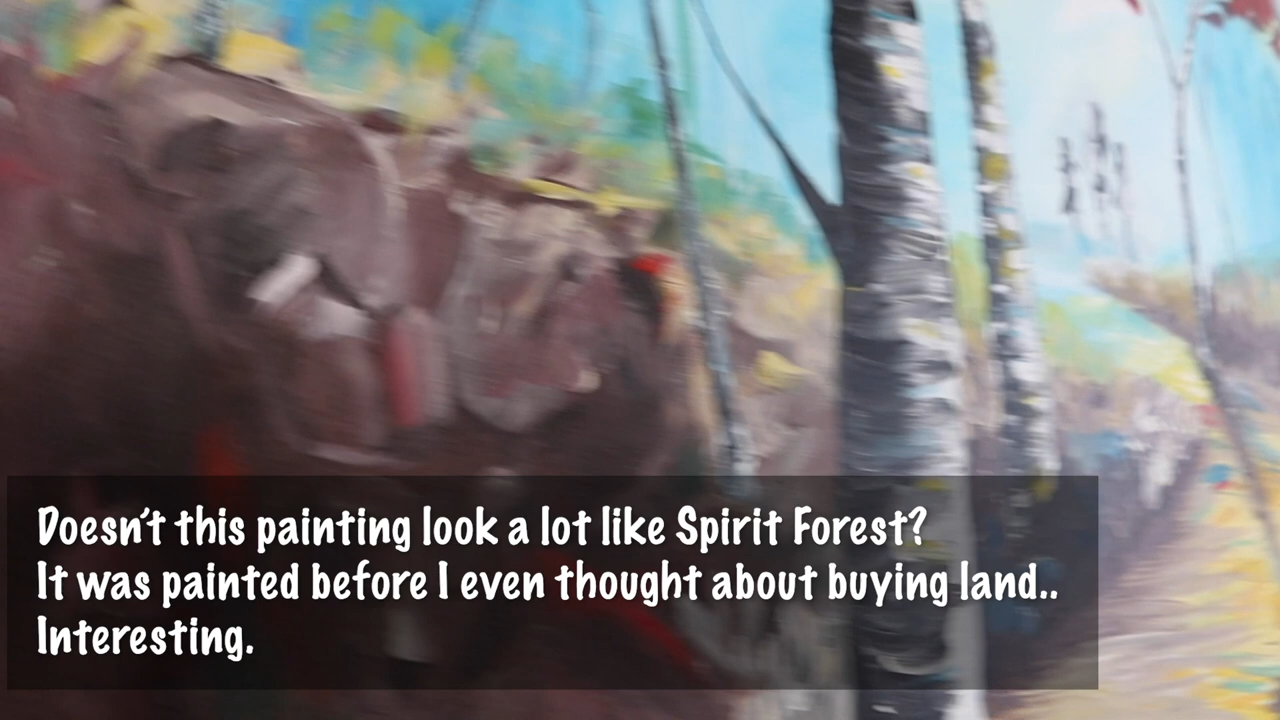 Doesn't this painting look a lot like Spirit Forest?
It was painted before I even thought about buying land..
Interesting.